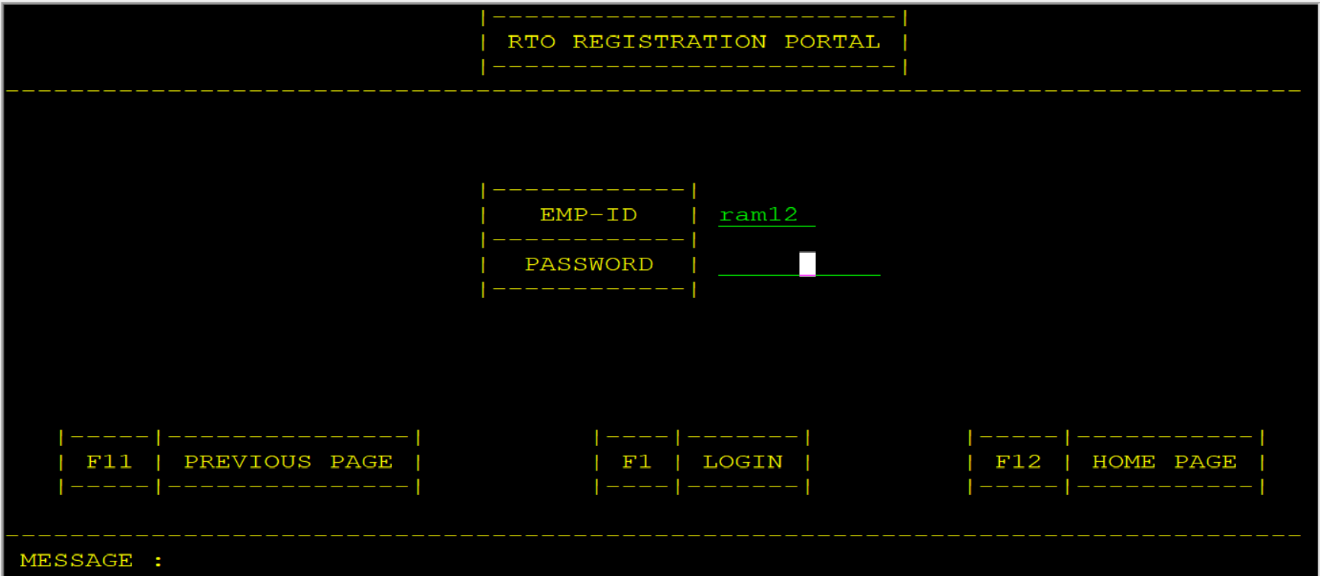 RTO REGISTRATION PORTAL
EMP-ID ram12
PASSWORD
F11 PREVIOUS PAGE F1 LOGIN F12 HOME PAGE
MESSAGE :